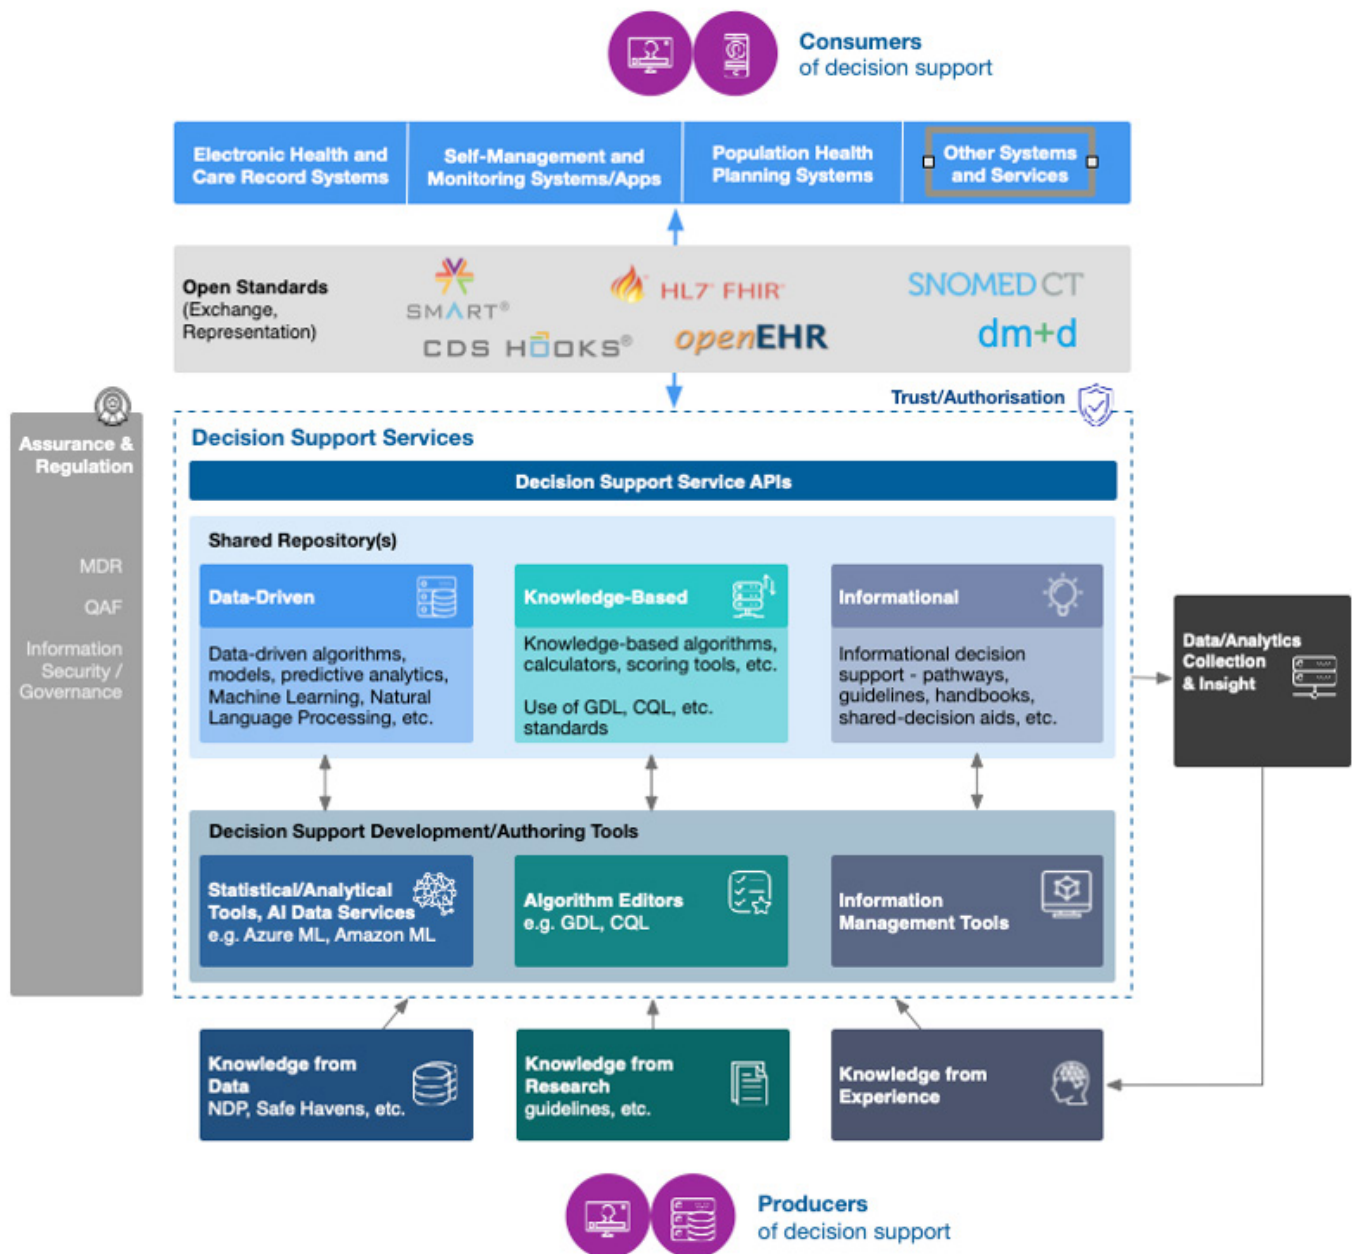 Consumers
of decision support
Electronic Health and
Care Record Systems
Self-Management and
Monitoring Systems/Apps
Population Health
Planning Systems
Other Systems
and Services
Open Standards
(Exchange,
Representation)
SMART®
HL7™ FHIR™
SNOMED CT
CDS HOOKS®
openEHR
dm+d
Trust/Authorisation
Assurance &
Regulation
MDR
QAF
Information
Security /
Governance
Decision Support Services
Decision Support Service APIs
Shared Repository(s)
Data-Driven
Data-driven algorithms,
models, predictive analytics,
Machine Learning, Natural
Language Processing, etc.
Knowledge-Based
Knowledge-based algorithms,
calculators, scoring tools, etc.
Use of GDL, CQL, etc.
standards
Informational
Informational decision
support - pathways,
guidelines, handbooks,
shared-decision aids, etc.
Data/Analytics
Collection
& Insight
Decision Support Development/Authoring Tools
Statistical/Analytical
Tools, AI Data Services
e.g. Azure ML, Amazon ML
Algorithm Editors
e.g. GDL, CQL
Information
Management Tools
Knowledge from
Data
NDP, Safe Havens, etc.
Knowledge from
Research
guidelines, etc.
Knowledge from
Experience
Producers
of decision support